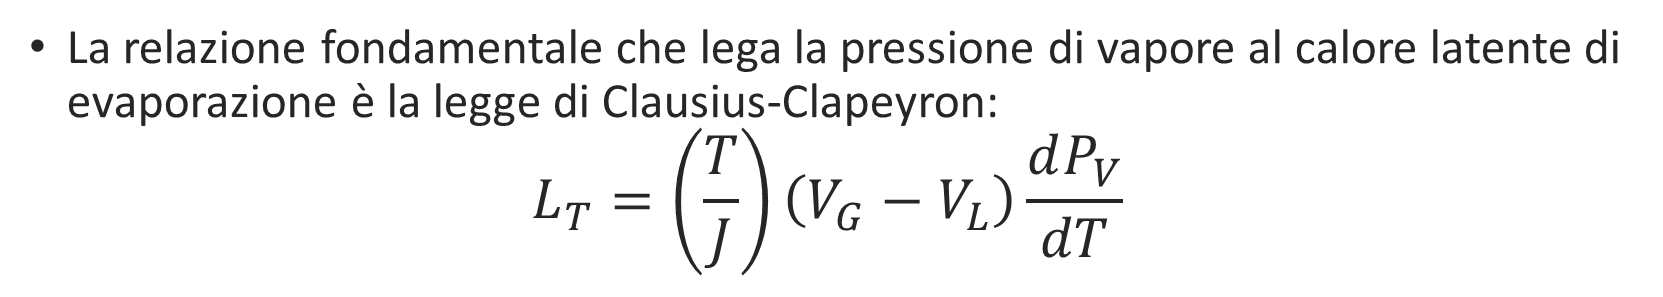 • La relazione fondamentale che lega la pressione di vapore al calore latente di
evaporazione è la legge di Clausius-Clapeyron:
L_T = (T/J) (V_G − V_L) dP_V/dT